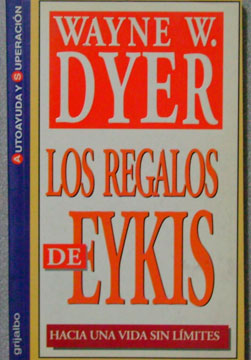 WAYNE W.
DYER
LOS REGALOS
DE EYKIS
HACIA UNA VIDA SIN LÍMITES
AUTOAYUDA Y SUPERACIÓN
grijalbo